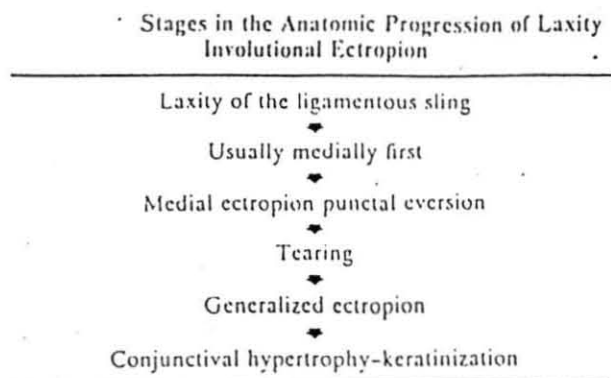 Stages in the Anatomic Progression of Laxity
Involutional Ectropion
Laxity of the ligamentous sling
Usually medially first
Medial ectropion punctal eversion
Tearing
Generalized ectropion
Conjunctival hypertrophy-keratinization